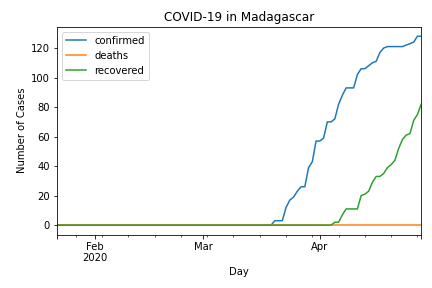 COVID-19 in Madagascar
confirmed
deaths
recovered
Number of Cases
120
100
80
60
40
20
0
Feb
2020
Mar
Apr
Day